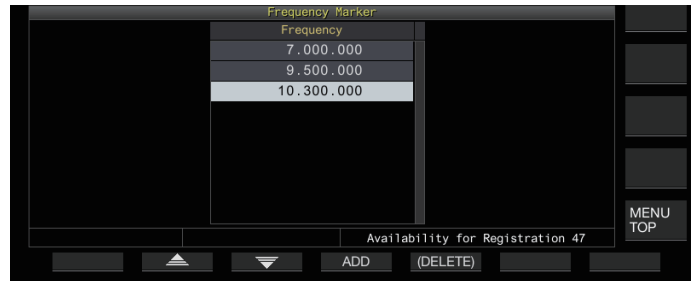 Frequency Marker
Frequency
7.000.000
9.500.000
10.300.000
MENU
TOP
Availability for Registration 47
ADD
(DELETE)